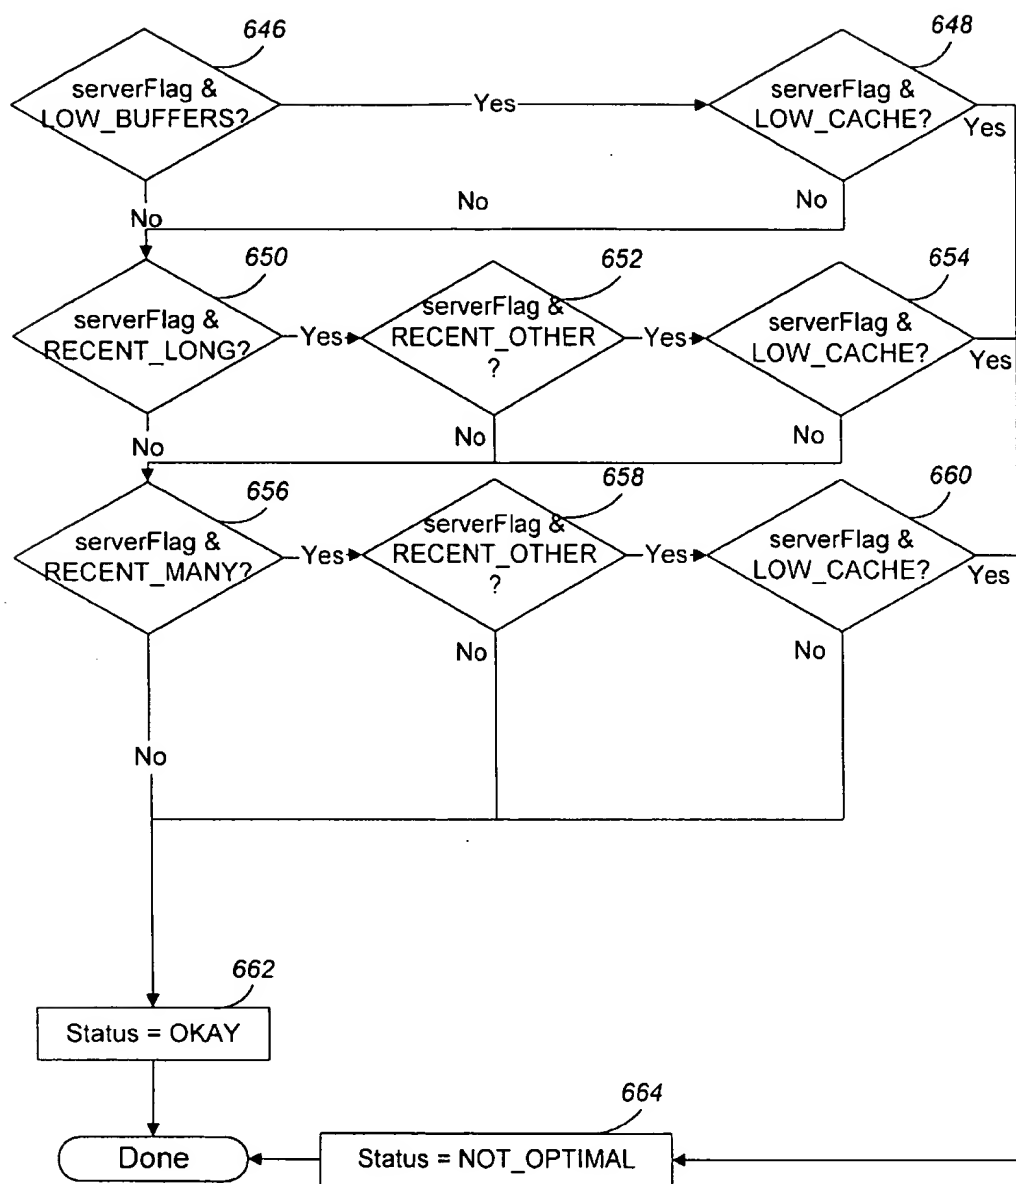 646
648
serverFlag &
LOW_BUFFERS?
Yes
serverFlag &
LOW_CACHE?
Yes
No
No
No
650
652
654
serverFlag &
RECENT_LONG?
Yes
serverFlag &
RECENT_OTHER
?
Yes
serverFlag &
LOW_CACHE?
Yes
No
No
No
656
658
660
serverFlag &
RECENT_MANY?
Yes
serverFlag &
RECENT_OTHER
?
Yes
serverFlag &
LOW_CACHE?
Yes
No
No
No
662
Status = OKAY
664
Done
Status = NOT_OPTIMAL